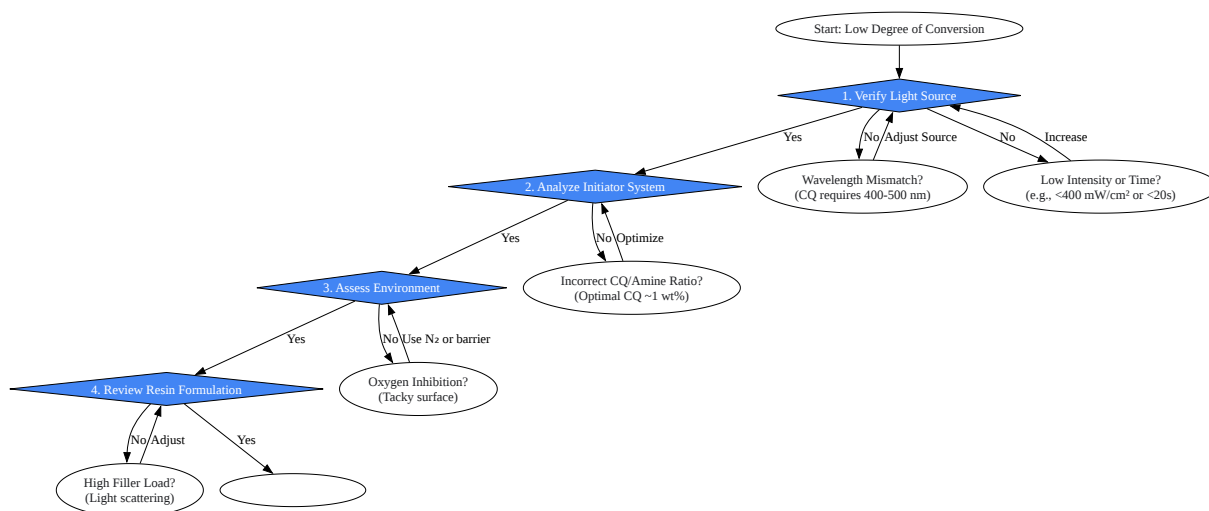 Start: Low Degree of Conversion
1. Verify Light Source
Yes
No
Adjust Source
No
Increase
Wavelength Mismatch?
(CQ requires 400-500 nm)
Low Intensity or Time?
(e.g., <400 mW/cm² or <20s)
2. Analyze Initiator System
Yes
No
Optimize
Incorrect CQ/Amine Ratio?
(Optimal CQ ~1 wt%)
3. Assess Environment
Yes
No
Use N₂ or barrier
Oxygen Inhibition?
(Tacky surface)
4. Review Resin Formulation
No
Adjust
Yes
High Filler Load?
(Light scattering)